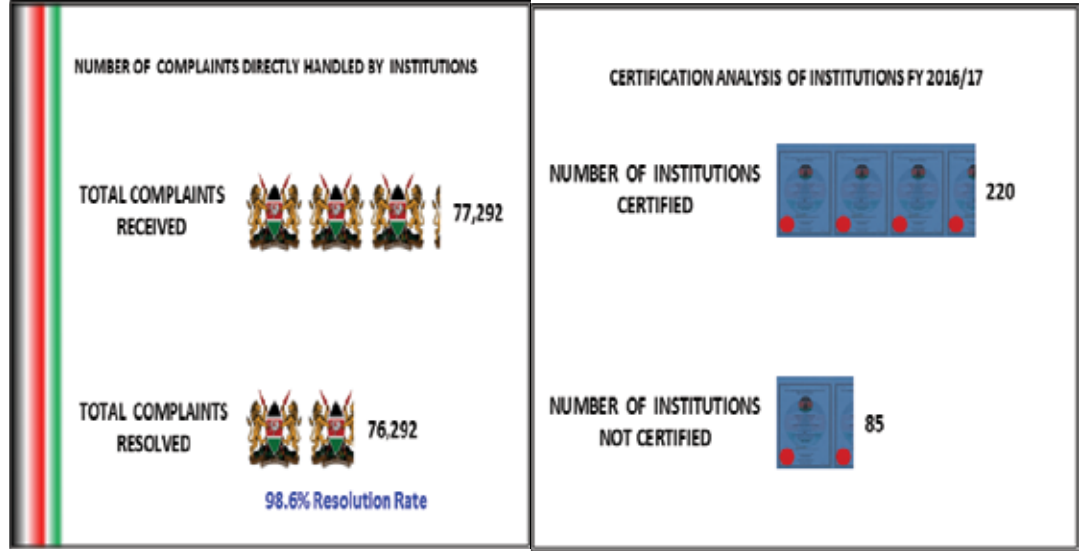 NUMBER OF COMPLAINTS DIRECTLY HANDLED BY INSTITUTIONS
TOTAL COMPLAINTS
RECEIVED
77,292
TOTAL COMPLAINTS
RESOLVED
76,292
98.6% Resolution Rate
CERTIFICATION ANALYSIS OF INSTITUTIONS FY 2016/17
NUMBER OF INSTITUTIONS
CERTIFIED
220
NUMBER OF INSTITUTIONS
NOT CERTIFIED
85